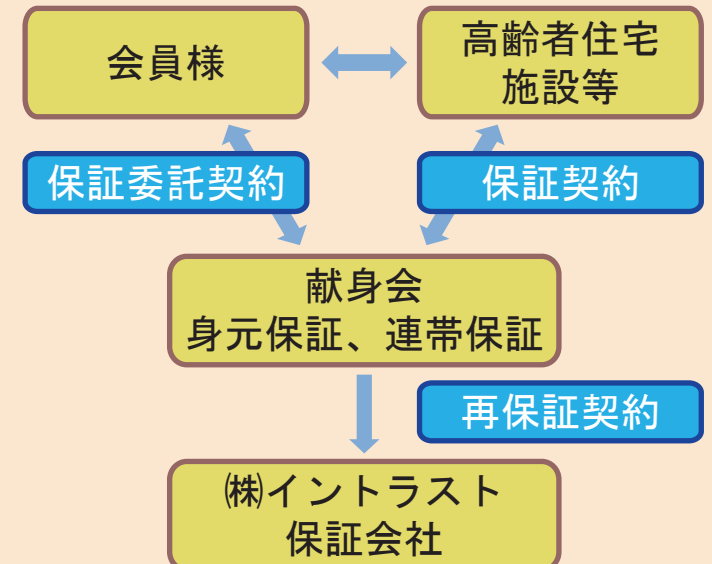 会員様
高齢者住宅
施設等
保証委託契約
保証契約
献身会
身元保証、連帯保証
再保証契約
㈱イントラスト
保証会社